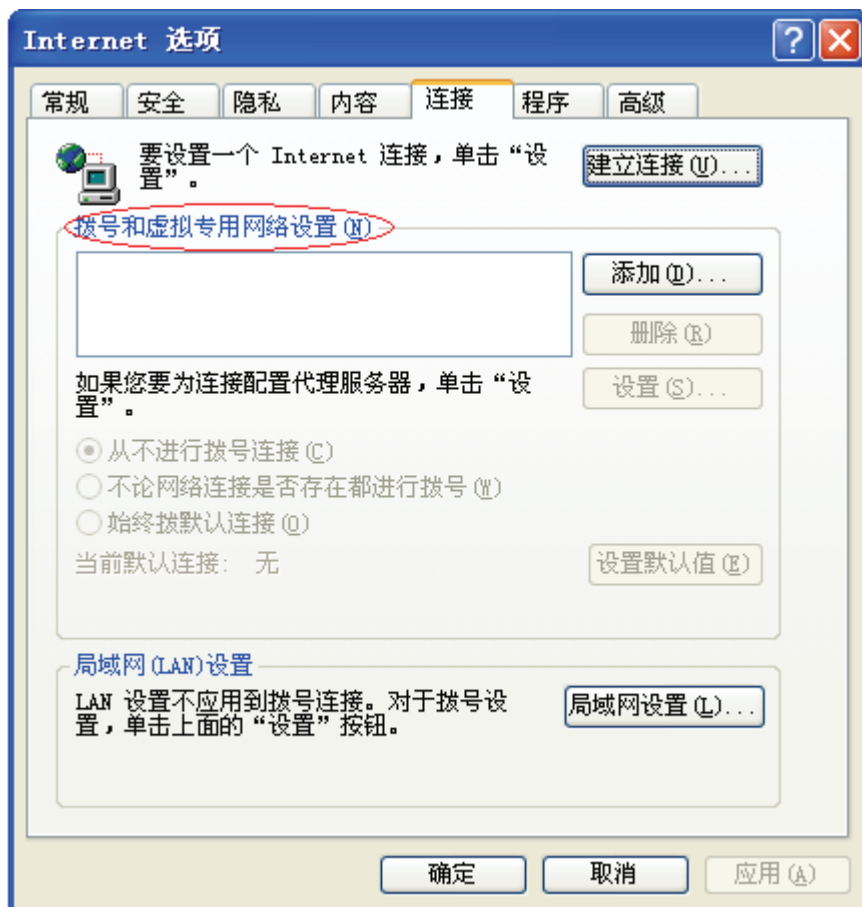 Internet 选项
常规 安全 隐私 内容 连接 程序 高级
要设置一个 Internet 连接，单击“设
置”。
建立连接(U)...
拨号和虚拟专用网络设置(N)
添加(D)...
删除(R)
如果您要为连接配置代理服务器，单击“设
置”。
设置(S)...
从不进行拨号连接(C)
不论网络连接是否存在都进行拨号(W)
始终拨默认连接(O)
当前默认连接： 无
设置默认值(E)
局域网(LAN)设置
LAN 设置不应用到拨号连接。对于拨号设
置，单击上面的“设置”按钮。
局域网设置(L)...
确定 取消 应用(A)